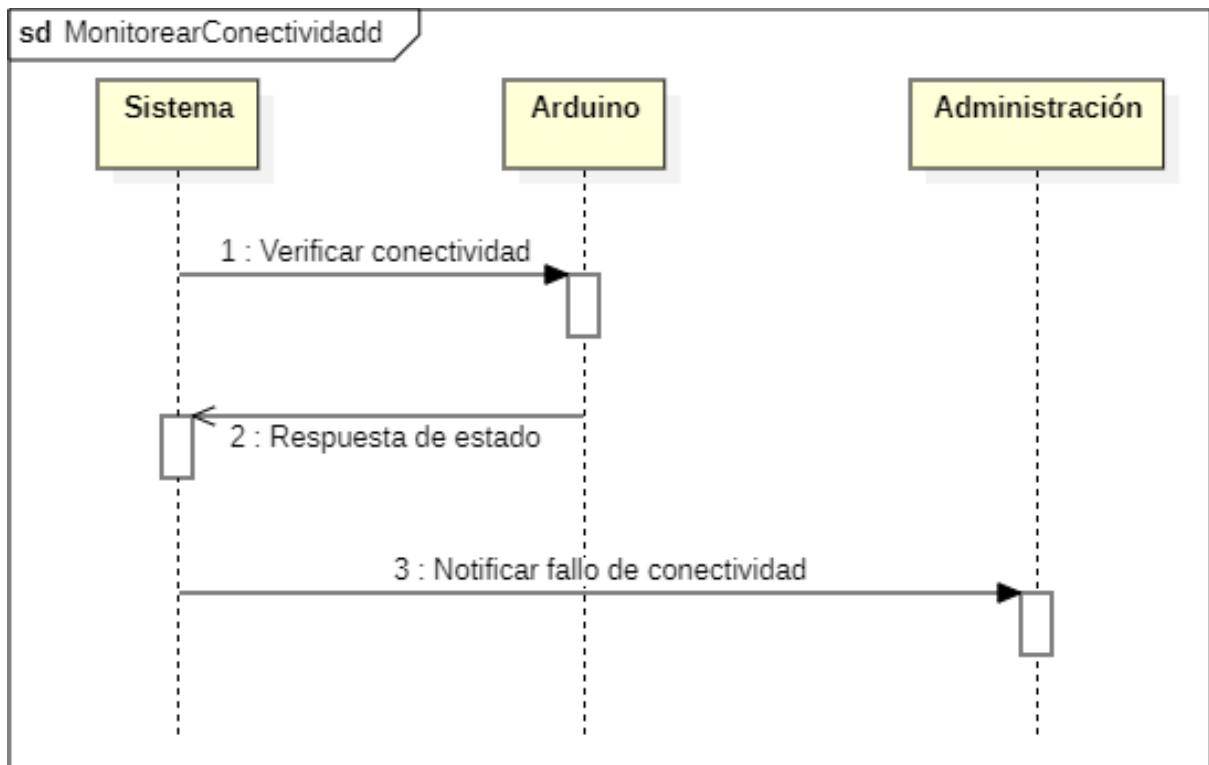 sd MonitorearConectividadd
Sistema
Arduino
Administración
1 : Verificar conectividad
2 : Respuesta de estado
3 : Notificar fallo de conectividad